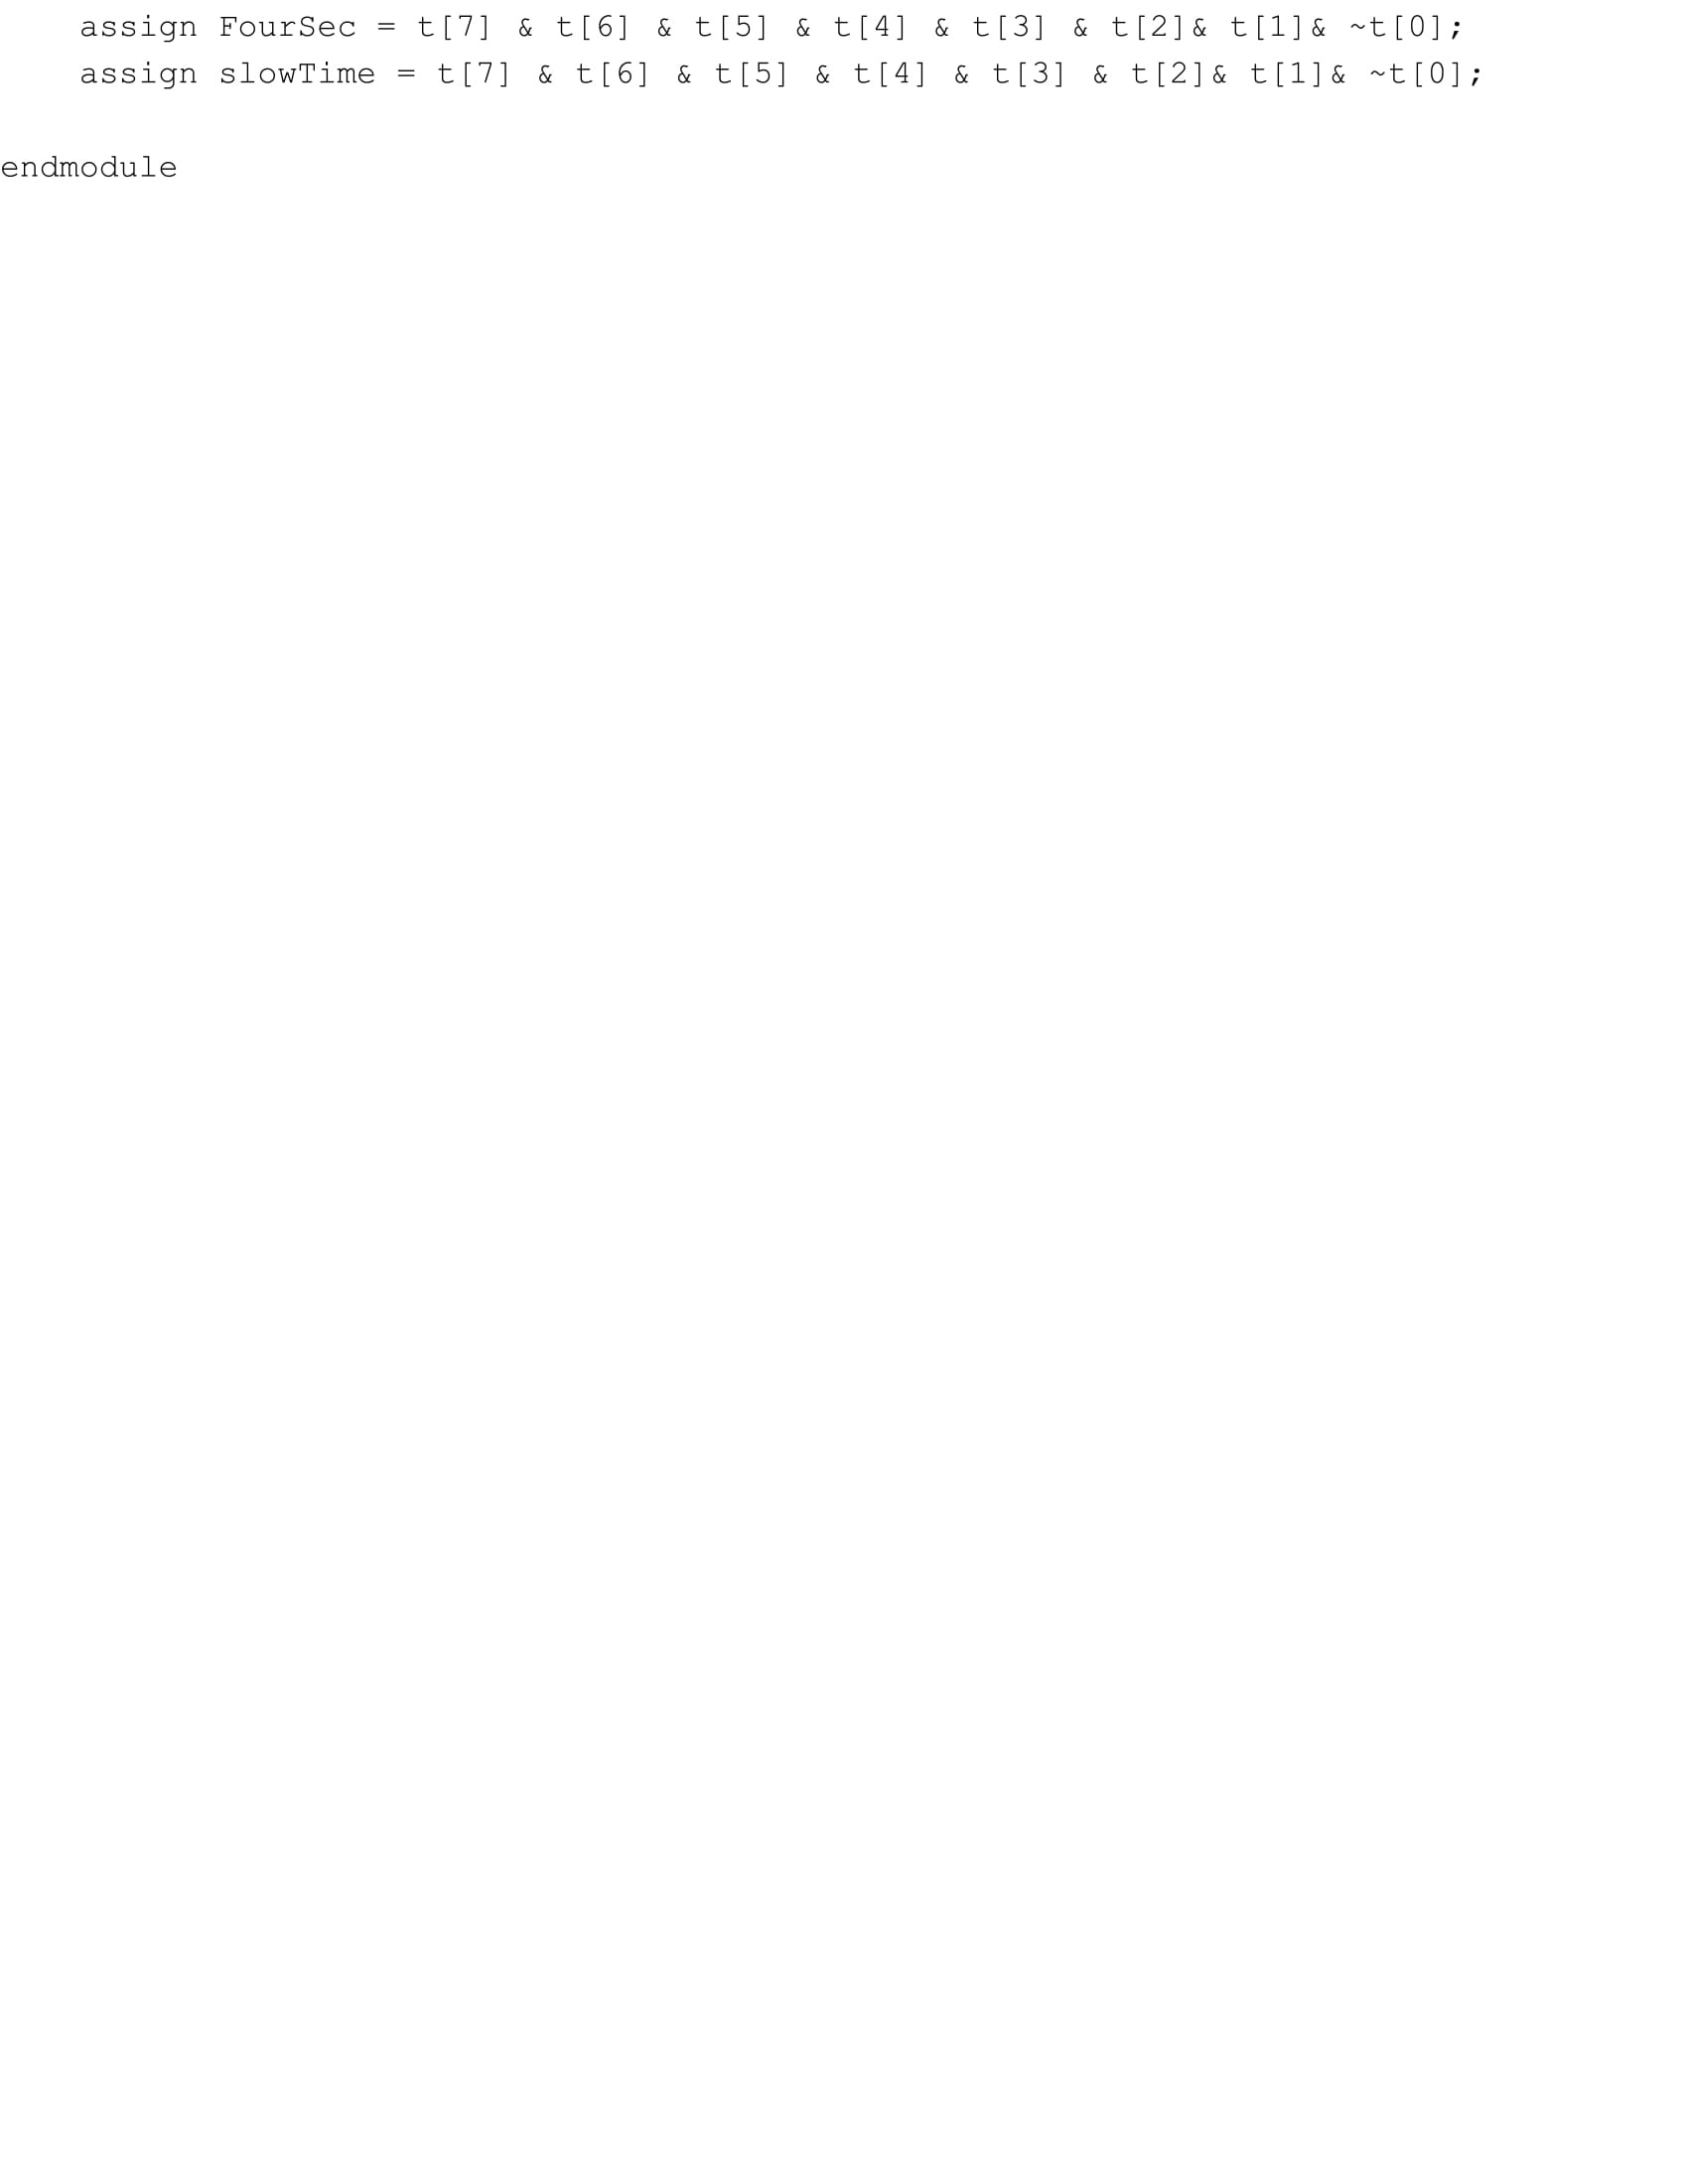 assign FourSec = t[7] & t[6] & t[5] & t[4] & t[3] & t[2]& t[1]& ~t[0];
assign slowTime = t[7] & t[6] & t[5] & t[4] & t[3] & t[2]& t[1]& ~t[0];
endmodule